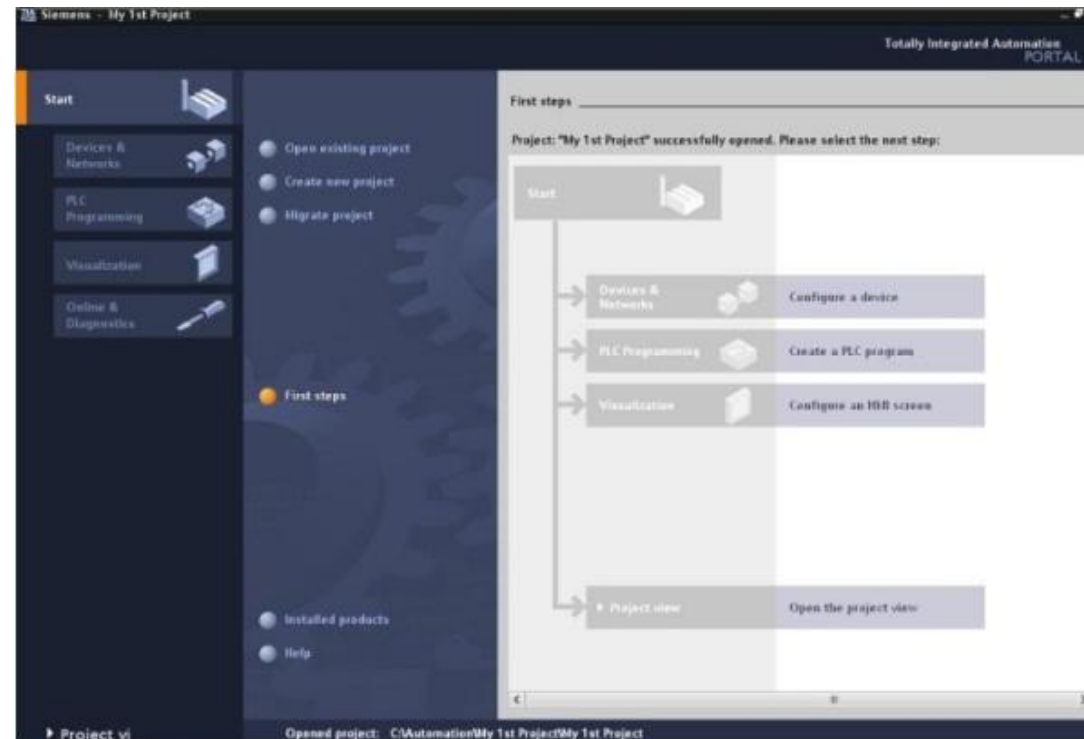 Siemens - My 1st Project
Totally Integrated Automation
PORTAL
Start
Devices &
Networks
PLC
Programming
Visualization
Online &
Diagnostics
Open existing project
Create new project
Migrate project
First steps
Installed products
Help
First steps
Project: "My 1st Project" successfully opened. Please select the next step:
Start
Devices &
Networks
Configure a device
PLC Programming
Create a PLC program
Visualization
Configure an HMI screen
Project view
Open the project view
Project vi
Opened project: C:\Automation\My 1st Project\My 1st Project